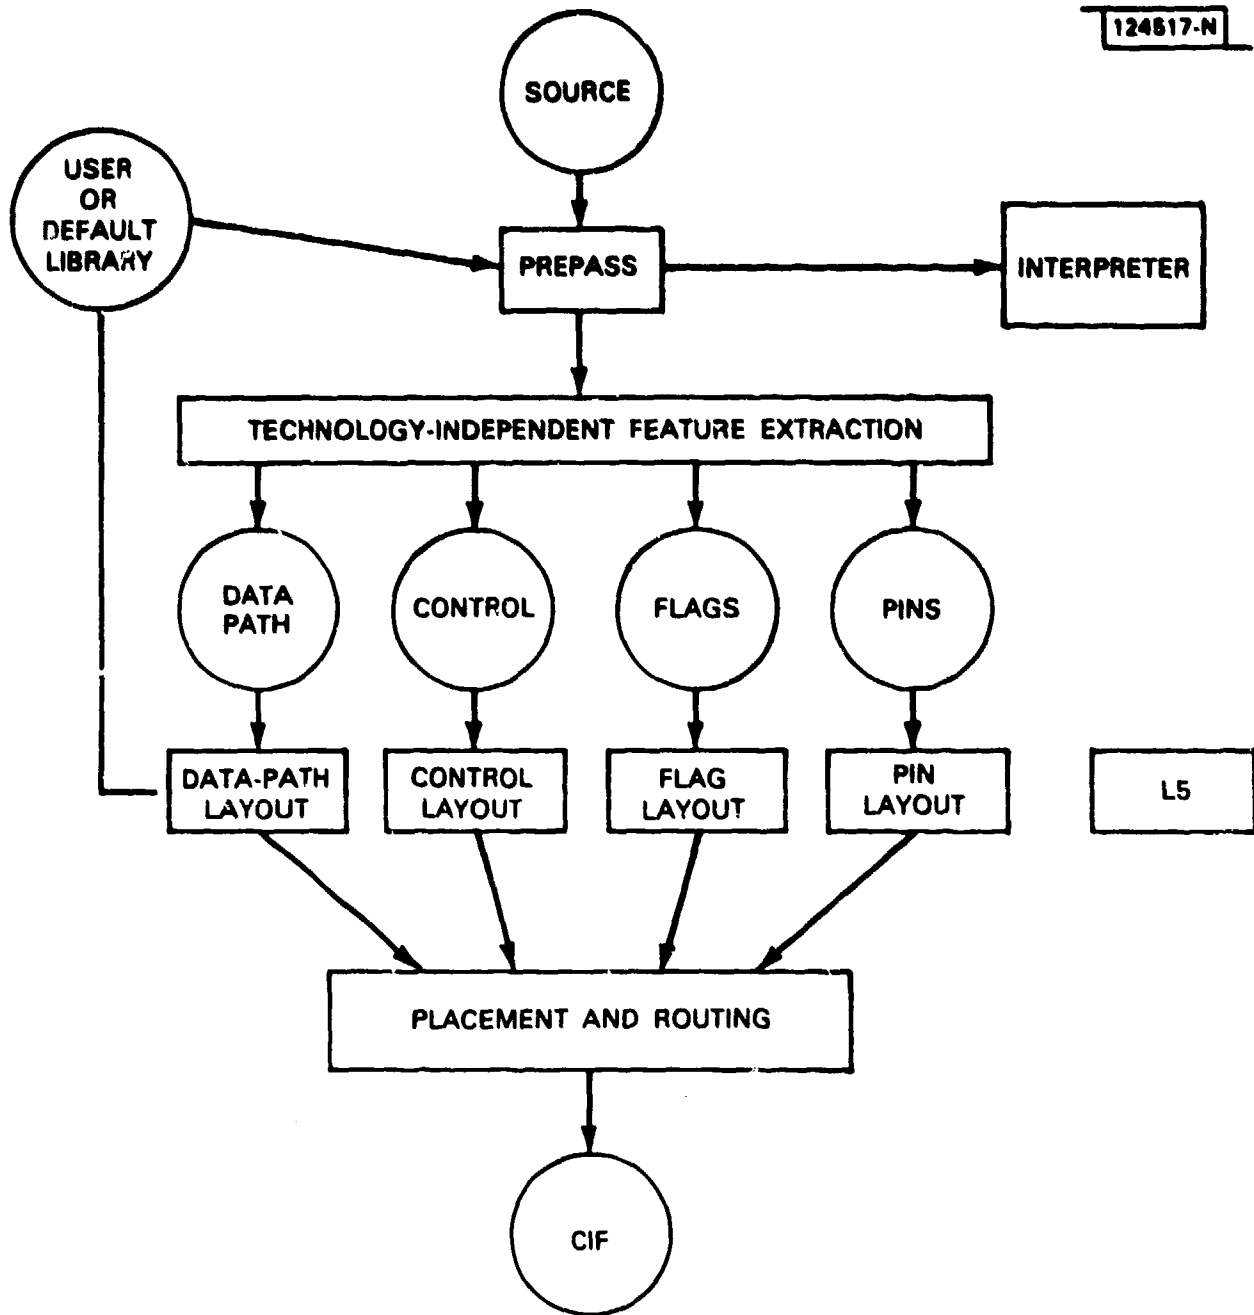 124517-N
SOURCE
USER
OR
DEFAULT
LIBRARY
PREPASS
INTERPRETER
TECHNOLOGY-INDEPENDENT FEATURE EXTRACTION
DATA
PATH
CONTROL
FLAGS
PINS
DATA-PATH
LAYOUT
CONTROL
LAYOUT
FLAG
LAYOUT
PIN
LAYOUT
L5
PLACEMENT AND ROUTING
CIF